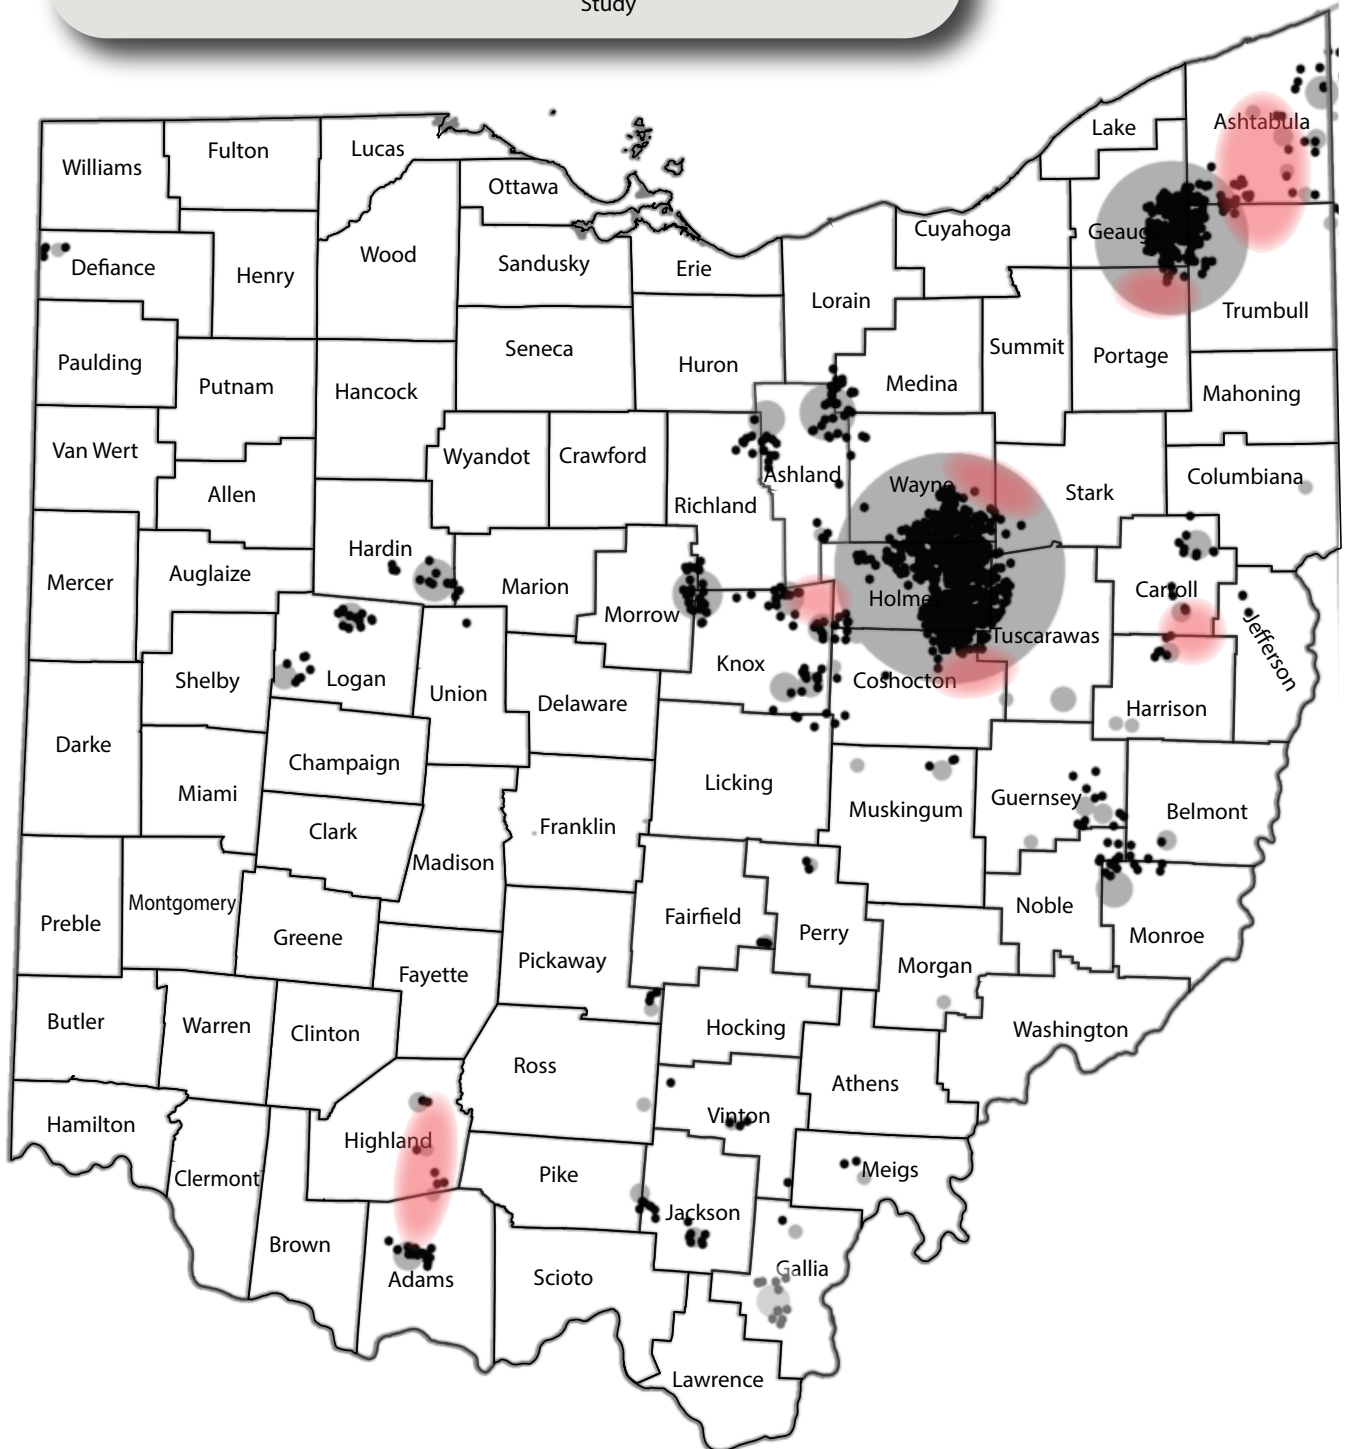 Study
Lake
Ashtabula
Williams
Fulton
Lucas
Ottawa
Cuyahoga
Geauga
Defiance
Henry
Wood
Sandusky
Erie
Lorain
Trumbull
Paulding
Putnam
Hancock
Seneca
Huron
Medina
Summit
Portage
Mahoning
Van Wert
Allen
Wyandot
Crawford
Richland
Ashland
Wayne
Stark
Columbiana
Mercer
Auglaize
Hardin
Marion
Morrow
Holmes
Carroll
Tuscarawas
Jefferson
Shelby
Logan
Union
Delaware
Knox
Coshocton
Harrison
Darke
Miami
Champaign
Licking
Muskingum
Guernsey
Belmont
Clark
Madison
Franklin
Preble
Montgomery
Greene
Fayette
Pickaway
Fairfield
Perry
Morgan
Noble
Monroe
Butler
Warren
Clinton
Ross
Hocking
Athens
Washington
Hamilton
Clermont
Highland
Pike
Vinton
Meigs
Brown
Adams
Scioto
Jackson
Gallia
Lawrence